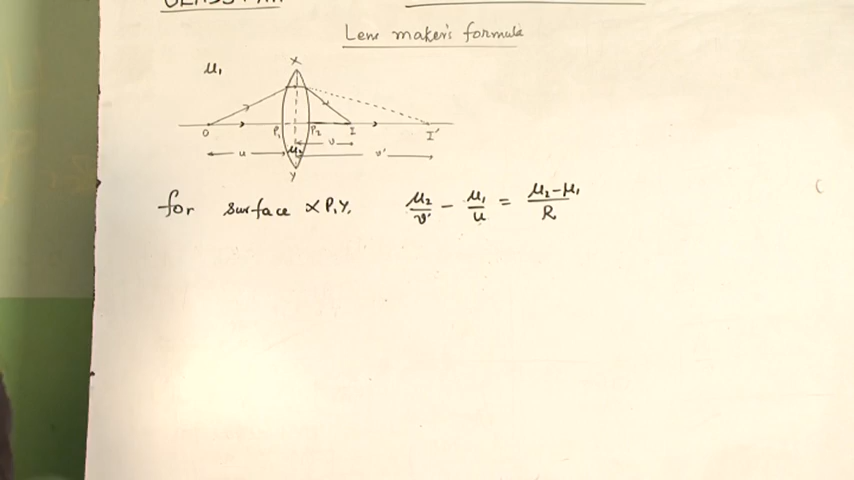 Lens maker's formula
μ₁
X
O P₁ P₂ I I'
μ₂
u v v'
Y
for surface XP₁Y, μ₂/v' − μ₁/u = μ₂−μ₁/R